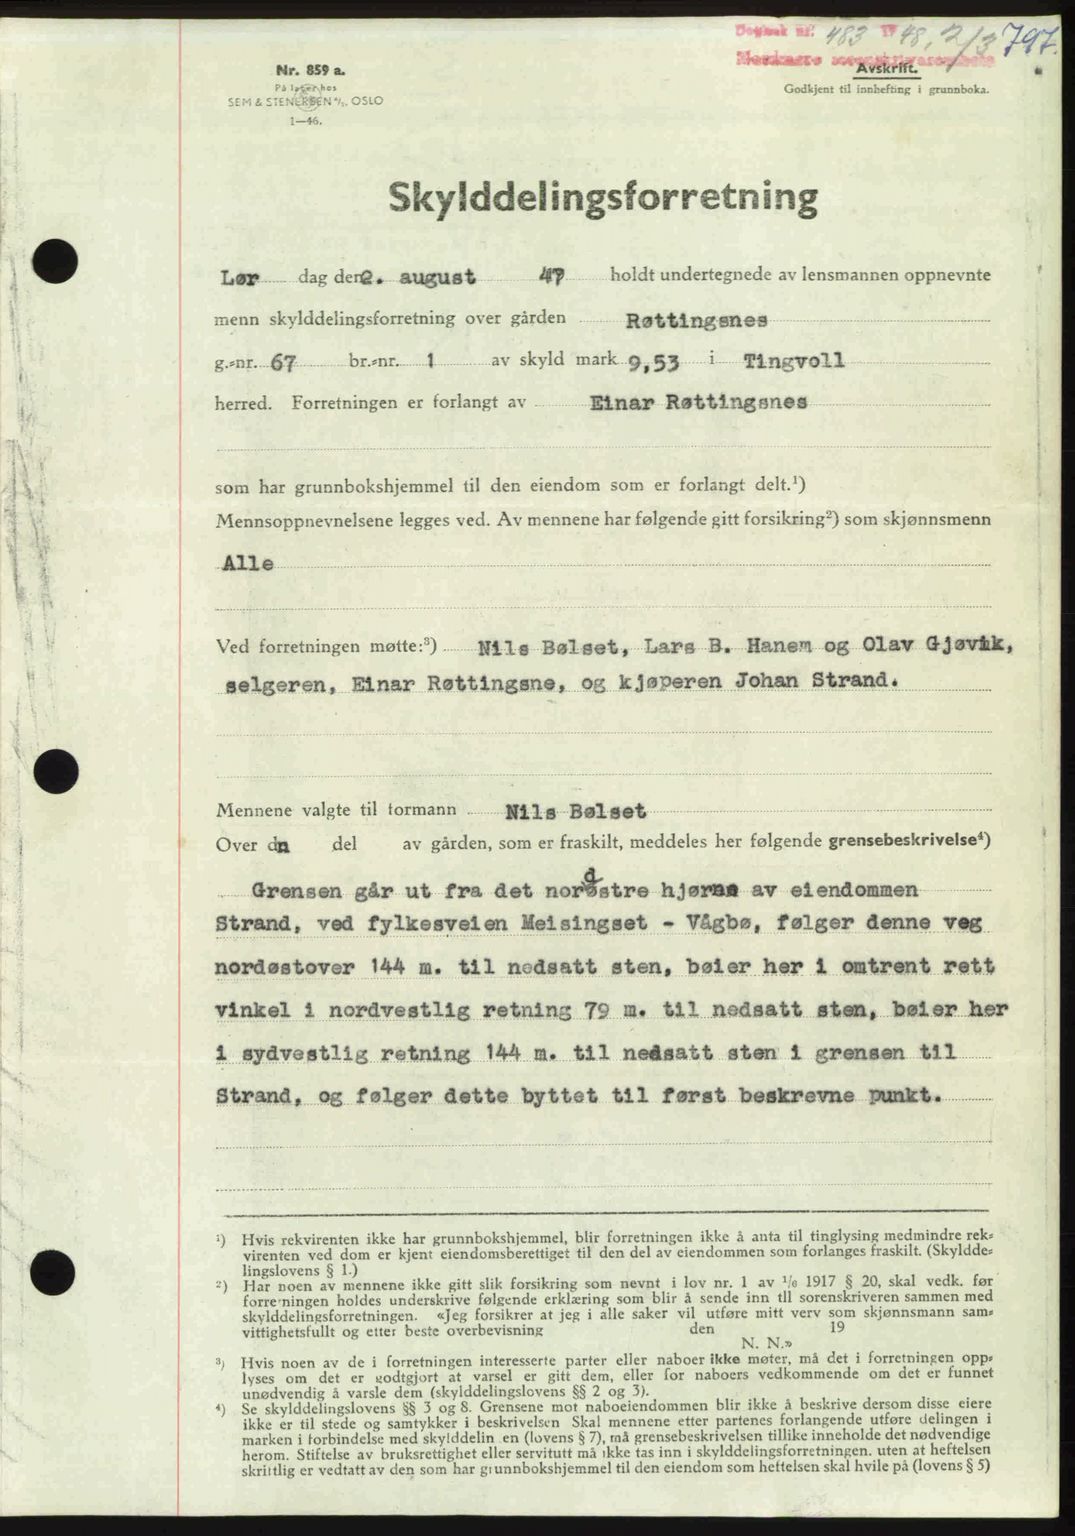 Dagbok nr. 483 1948, 2/3 797.
Nordmøre sorenskriverembete
Nr. 859 a.
På lager hos
SEM & STENERSEN A/S, OSLO
1—46.
Avskrift.
Godkjent til innhefting i grunnboka.
Skylddelingsforretning
Lør dag den 2. august 47 holdt undertegnede av lensmannen oppnevnte
menn skylddelingsforretning over gården Røttingsnes
g.-nr. 67 br.-nr. 1 av skyld mark 9,53 i Tingvoll
herred. Forretningen er forlangt av Einar Røttingsnes
som har grunnbokshjemmel til den eiendom som er forlangt delt.¹)
Mennsoppnevnelsene legges ved. Av mennene har følgende gitt forsikring²) som skjønnsmenn
Alle
Ved forretningen møtte:³) Nils Bølset, Lars B. Hanem og Olav Gjøvik,
selgeren, Einar Røttingsne, og kjøperen Johan Strand.
Mennene valgte til formann Nils Bølset
Over dn del av gården, som er fraskilt, meddeles her følgende grensebeskrivelse⁴)
Grensen går ut fra det nordøstre hjørne av eiendommen
Strand, ved fylkesveien Meisingset - Vågbø, følger denne veg
nordøstover 144 m. til nedsatt sten, bøier her i omtrent rett
vinkel i nordvestlig retning 79 m. til nedsatt sten, bøier her
i sydvestlig retning 144 m. til nedsatt sten i grensen til
Strand, og følger dette byttet til først beskrevne punkt.
¹) Hvis rekvirenten ikke har grunnbokshjemmel, blir forretningen ikke å anta til tinglysing medmindre rek-
virenten ved dom er kjent eiendomsberettiget til den del av eiendommen som forlanges fraskilt. (Skyldde-
lingslovens § 1.)
²) Har noen av mennene ikke gitt slik forsikring som nevnt i lov nr. 1 av 1/6 1917 § 20, skal vedk. før
forretningen holdes underskrive følgende erklæring som blir å sende inn til sorenskriveren sammen med
skylddelingsforretningen. «Jeg forsikrer at jeg i alle saker vil utføre mitt verv som skjønnsmann sam-
vittighetsfullt og etter beste overbevisning den 19
N. N.»
³) Hvis noen av de i forretningen interesserte parter eller naboer ikke møter, må det i forretningen opp-
lyses om det er godtgjort at varsel er gitt dem, eller for naboers vedkommende om det er funnet
unødvendig å varsle dem (skylddelingslovens §§ 2 og 3).
⁴) Se skylddelingslovens §§ 3 og 8. Grensene mot naboeiendommen blir ikke å beskrive dersom disse eiere
ikke er til stede og samtykker i beskrivelsen Skal mennene etter partenes forlangende utføre delingen i
marken i forbindelse med skylddelin en (lovens § 7), må grensebeskrivelsen tillike inneholde det nødvendige
herom. Stiftelse av bruksrettighet eller servitutt må ikke tas inn i skylddelingsforretningen. uten at heftelsen
skriftlig er vedtatt av den som har grunnbokshjemmel til den eiendom som heftelsen skal hvile på (lovens § 5)